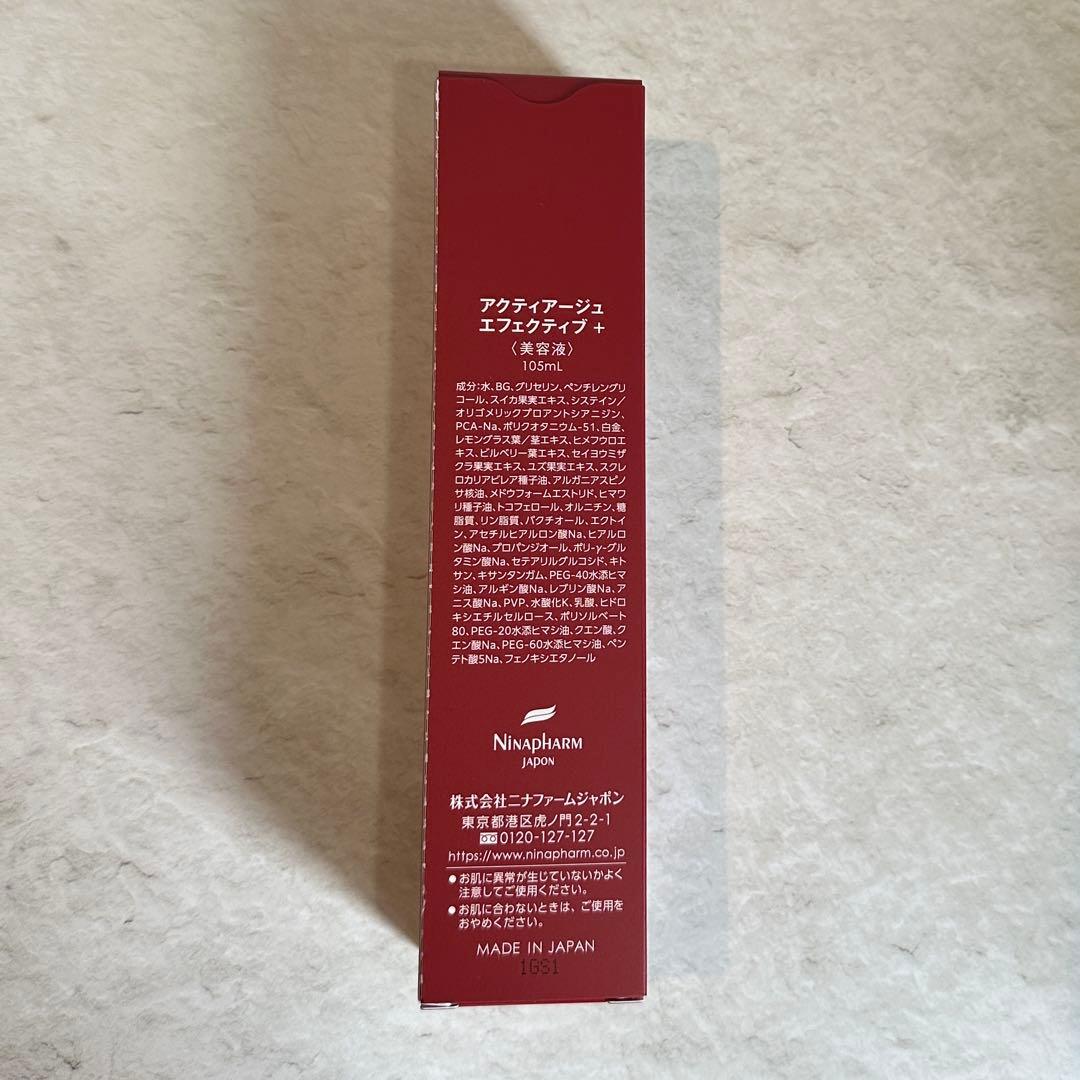 アクティアージュ
エフェクティブ +
〈美容液〉
105mL
成分:水、BG、グリセリン、ペンチレングリ
コール、スイカ果実エキス、システイン／
オリゴメリックプロアントシアニジン、
PCA-Na、ポリクオタニウム-51、白金、
レモングラス葉／茎エキス、ヒメフウロエ
キス、ビルベリー葉エキス、セイヨウミザ
クラ果実エキス、ユズ果実エキス、スクレ
ロカリアビレア種子油、アルガニアスピノ
サ核油、メドウフォームエストリド、ヒマワ
リ種子油、トコフェロール、オルニチン、糖
脂質、リン脂質、バクチオール、エクトイ
ン、アセチルヒアルロン酸Na、ヒアルロ
ン酸Na、プロパンジオール、ポリ-γ-グル
タミン酸Na、セテアリルグルコシド、キト
サン、キサンタンガム、PEG-40水添ヒマ
シ油、アルギン酸Na、レブリン酸Na、ア
ニス酸Na、PVP、水酸化K、乳酸、ヒドロ
キシエチルセルロース、ポリソルベート
80、PEG-20水添ヒマシ油、クエン酸、ク
エン酸Na、PEG-60水添ヒマシ油、ペン
テト酸5Na、フェノキシエタノール
NINAPHARM
JAPON
株式会社ニナファームジャポン
東京都港区虎ノ門2-2-1
0120-127-127
https://www.ninapharm.co.jp
●お肌に異常が生じていないかよく
注意してご使用ください。
●お肌に合わないときは、ご使用を
おやめください。
MADE IN JAPAN
1GS1